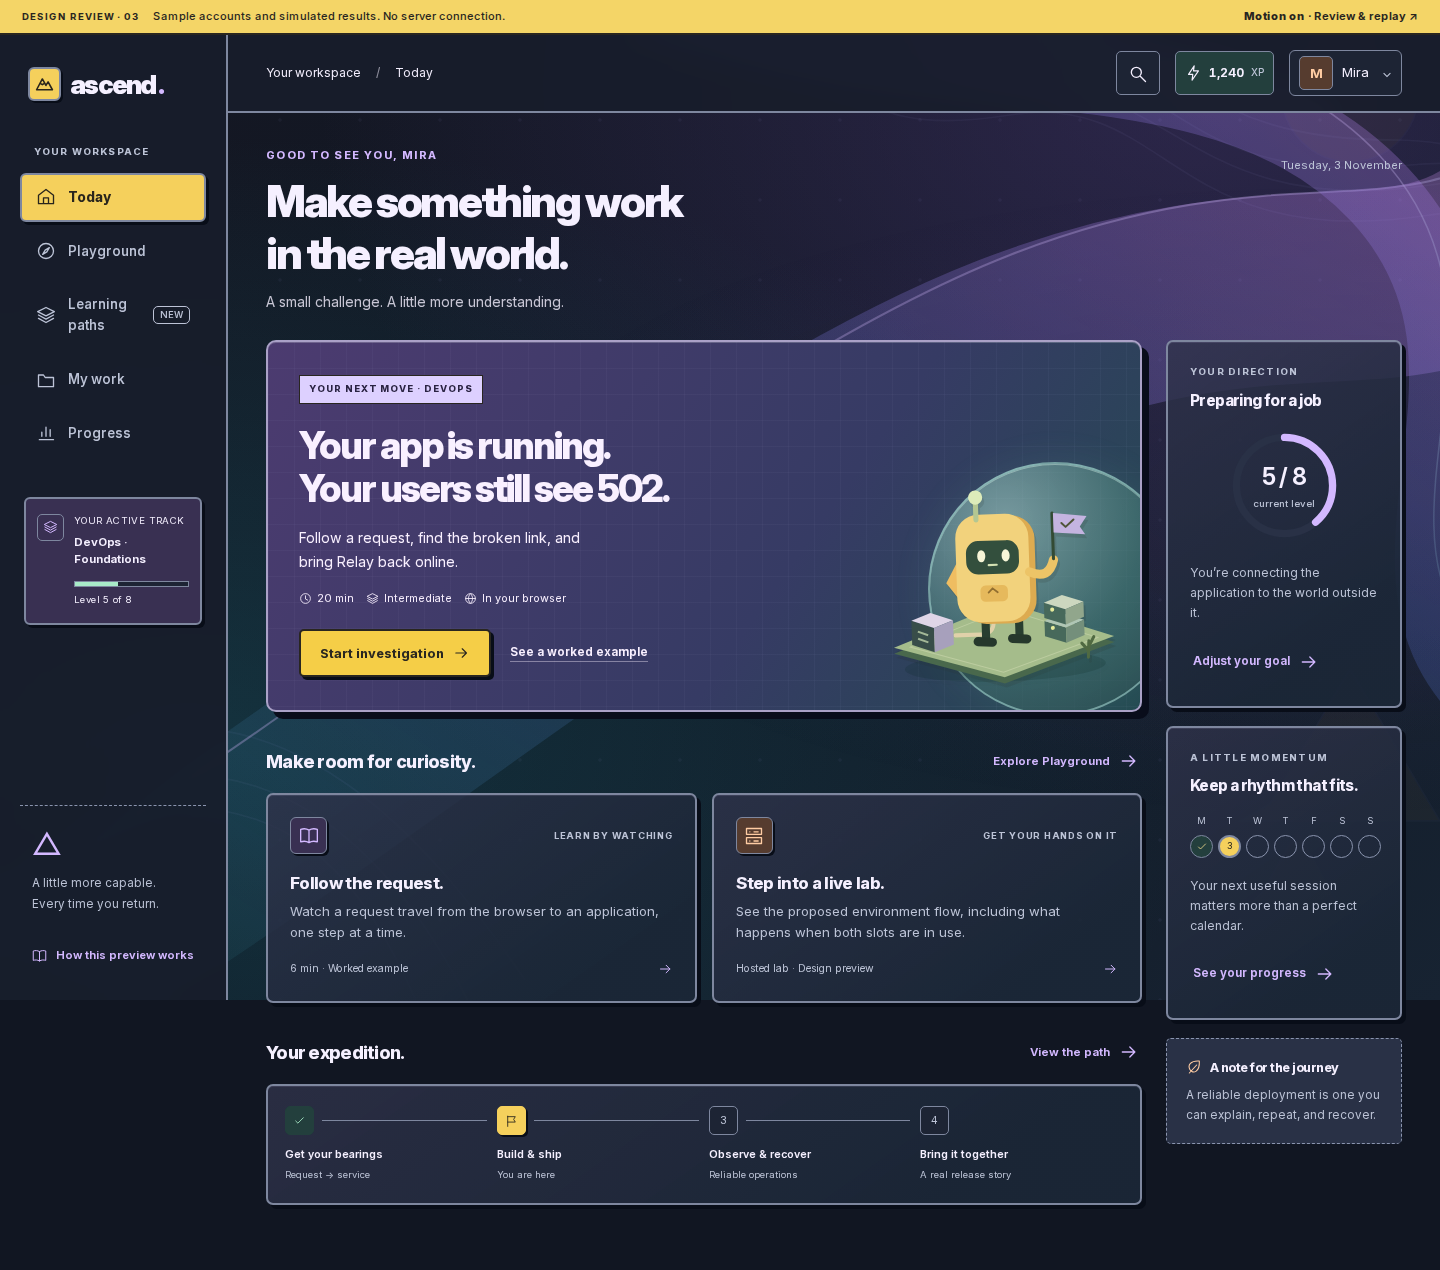 DESIGN REVIEW · 03 Sample accounts and simulated results. No server connection. Motion on · Review & replay ↗
ascend.
Your workspace / Today
1,240 XP
M Mira
YOUR WORKSPACE
Today
Playground
Learning
paths
NEW
My work
Progress
YOUR ACTIVE TRACK
DevOps ·
Foundations
Level 5 of 8
A little more capable.
Every time you return.
How this preview works
GOOD TO SEE YOU, MIRA
Tuesday, 3 November
Make something work
in the real world.
A small challenge. A little more understanding.
YOUR NEXT MOVE · DEVOPS
Your app is running.
Your users still see 502.
Follow a request, find the broken link, and
bring Relay back online.
20 min Intermediate In your browser
Start investigation →
See a worked example
YOUR DIRECTION
Preparing for a job
5/8
current level
You're connecting the
application to the world outside
it.
Adjust your goal →
Make room for curiosity.
Explore Playground →
LEARN BY WATCHING
Follow the request.
Watch a request travel from the browser to an application,
one step at a time.
6 min · Worked example →
GET YOUR HANDS ON IT
Step into a live lab.
See the proposed environment flow, including what
happens when both slots are in use.
Hosted lab · Design preview →
A LITTLE MOMENTUM
Keep a rhythm that fits.
M T W T F S S
3
Your next useful session
matters more than a perfect
calendar.
See your progress →
Your expedition.
View the path →
3 4
Get your bearings Build & ship Observe & recover Bring it together
Request → service You are here Reliable operations A real release story
A note for the journey
A reliable deployment is one you
can explain, repeat, and recover.